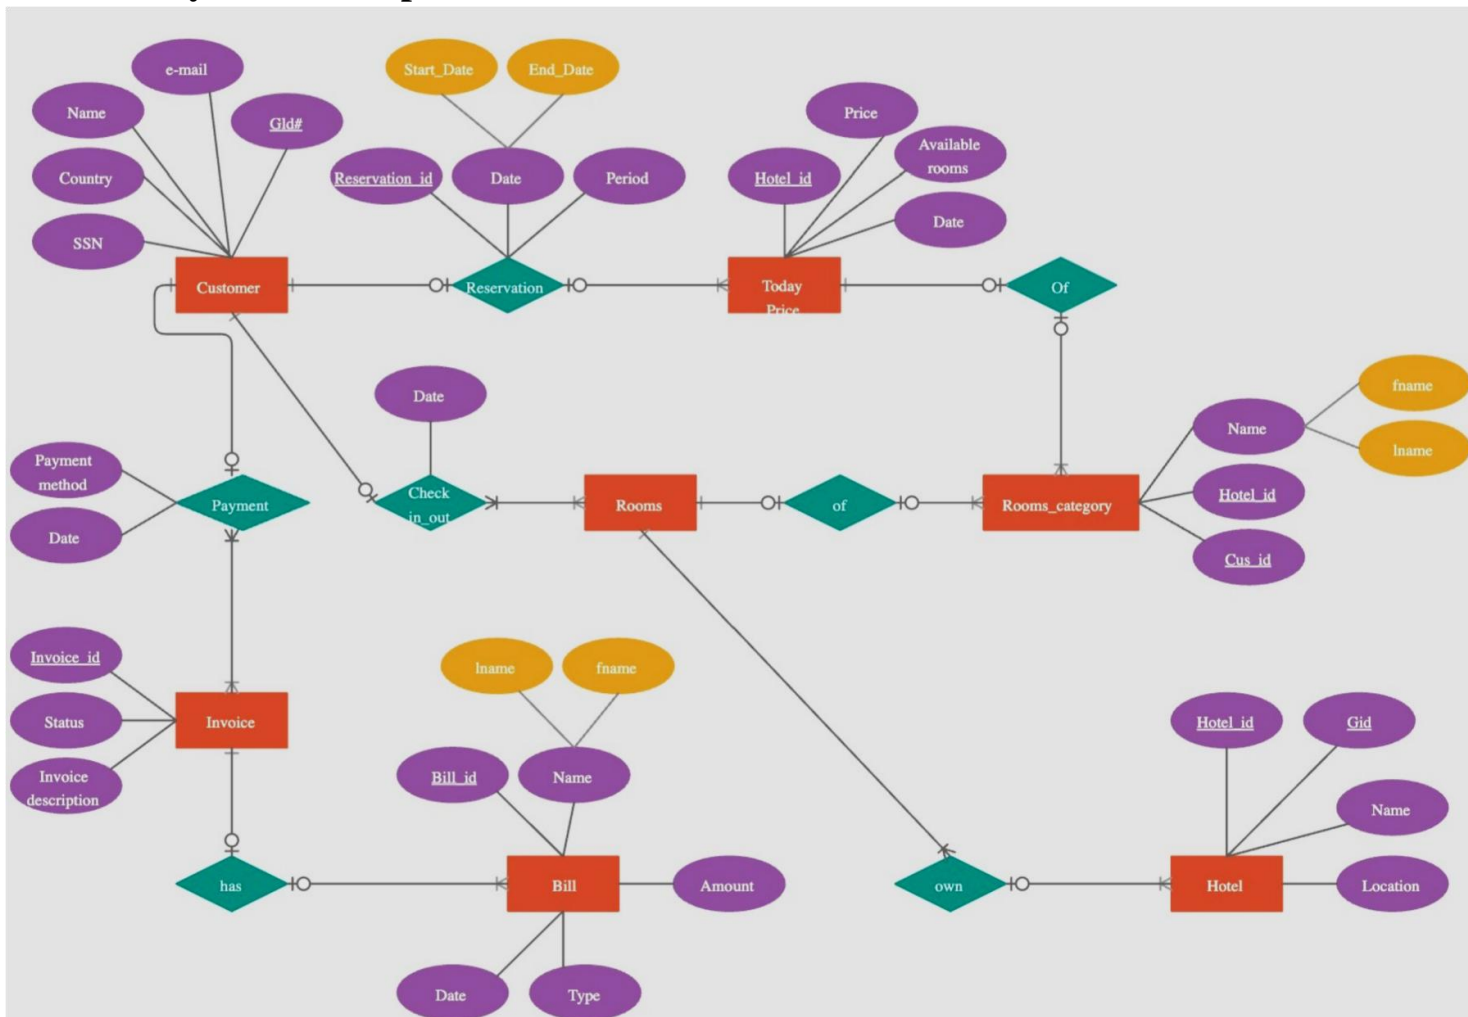 e-mail
Start_Date
End_Date
Name
Gld#
Price
Available
rooms
Country
Reservation_id
Date
Period
Hotel_id
SSN
Date
Customer
Reservation
Today
Price
Of
Date
fname
Name
lname
Payment
method
Payment
Check
in_out
Rooms
of
Rooms_category
Hotel_id
Date
Cus_id
Invoice_id
lname
fname
Status
Invoice
Hotel_id
Gid
Invoice
description
Bill_id
Name
Name
has
Bill
Amount
own
Hotel
Location
Date
Type